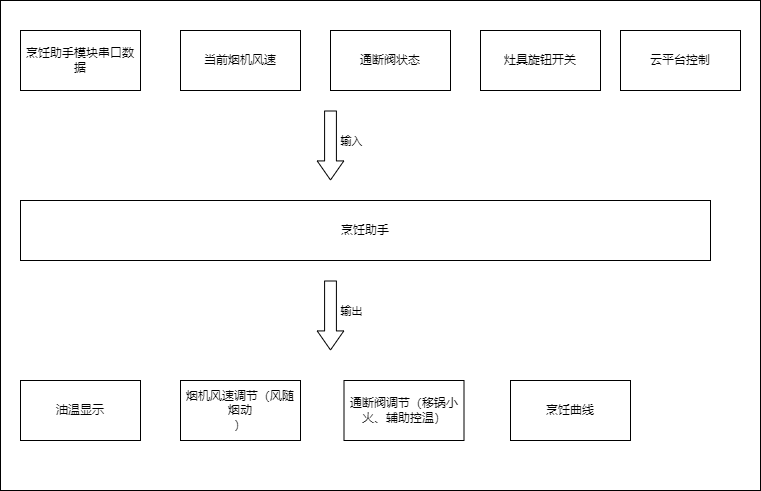 烹饪助手模块串口数
据
当前烟机风速
通断阀状态
灶具旋钮开关
云平台控制
输入
烹饪助手
输出
油温显示
烟机风速调节（风随
烟动
）
通断阀调节（移锅小
火、辅助控温）
烹饪曲线